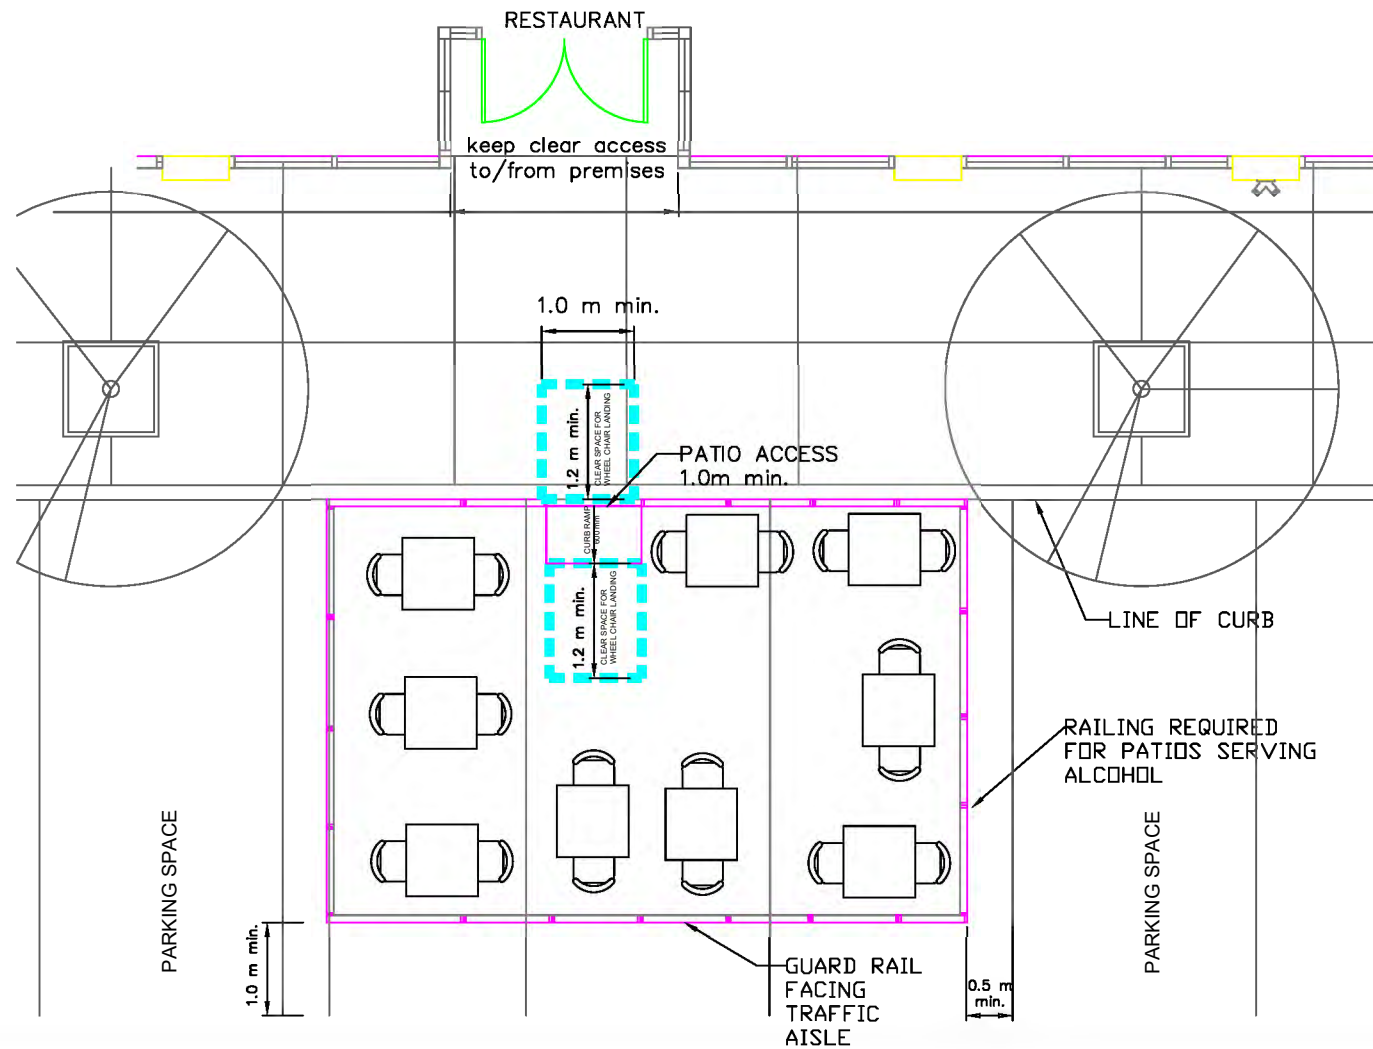 RESTAURANT
keep clear access
to/from premises
1.0 m min.
1.2 m min.
CLEAR SPACE FOR
WHEEL CHAIR LANDING
PATIO ACCESS
1.0m min.
CURB RAMP
600 min
1.2 m min.
CLEAR SPACE FOR
WHEEL CHAIR LANDING
LINE OF CURB
RAILING REQUIRED
FOR PATIOS SERVING
ALCOHOL
PARKING SPACE
PARKING SPACE
1.0 m min.
GUARD RAIL
FACING
TRAFFIC
AISLE
0.5 m
min.